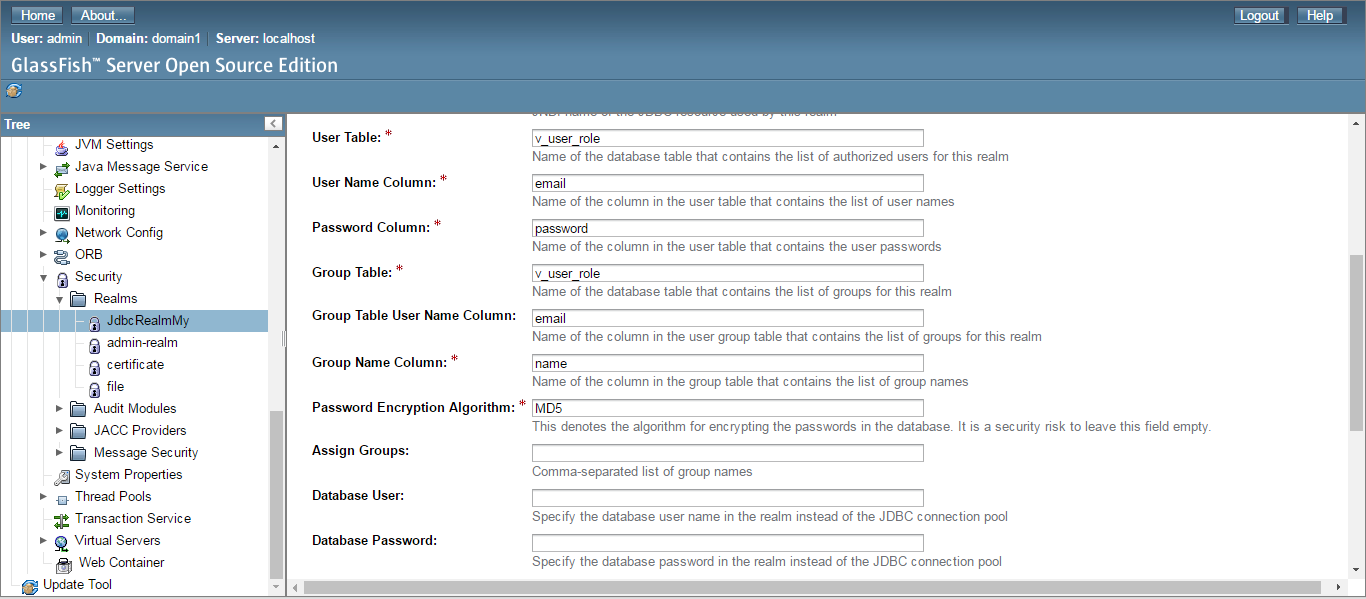 Home About... Logout Help
User: admin Domain: domain1 Server: localhost
GlassFish™ Server Open Source Edition
Tree
JVM Settings
Java Message Service
Logger Settings
Monitoring
Network Config
ORB
Security
Realms
JdbcRealmMy
admin-realm
certificate
file
Audit Modules
JACC Providers
Message Security
System Properties
Thread Pools
Transaction Service
Virtual Servers
Web Container
Update Tool
JNDI name of the JDBC resource used by this realm
User Table: * v_user_role
Name of the database table that contains the list of authorized users for this realm
User Name Column: * email
Name of the column in the user table that contains the list of user names
Password Column: * password
Name of the column in the user table that contains the user passwords
Group Table: * v_user_role
Name of the database table that contains the list of groups for this realm
Group Table User Name Column: email
Name of the column in the user group table that contains the list of groups for this realm
Group Name Column: * name
Name of the column in the group table that contains the list of group names
Password Encryption Algorithm: * MD5
This denotes the algorithm for encrypting the passwords in the database. It is a security risk to leave this field empty.
Assign Groups:
Comma-separated list of group names
Database User:
Specify the database user name in the realm instead of the JDBC connection pool
Database Password:
Specify the database password in the realm instead of the JDBC connection pool